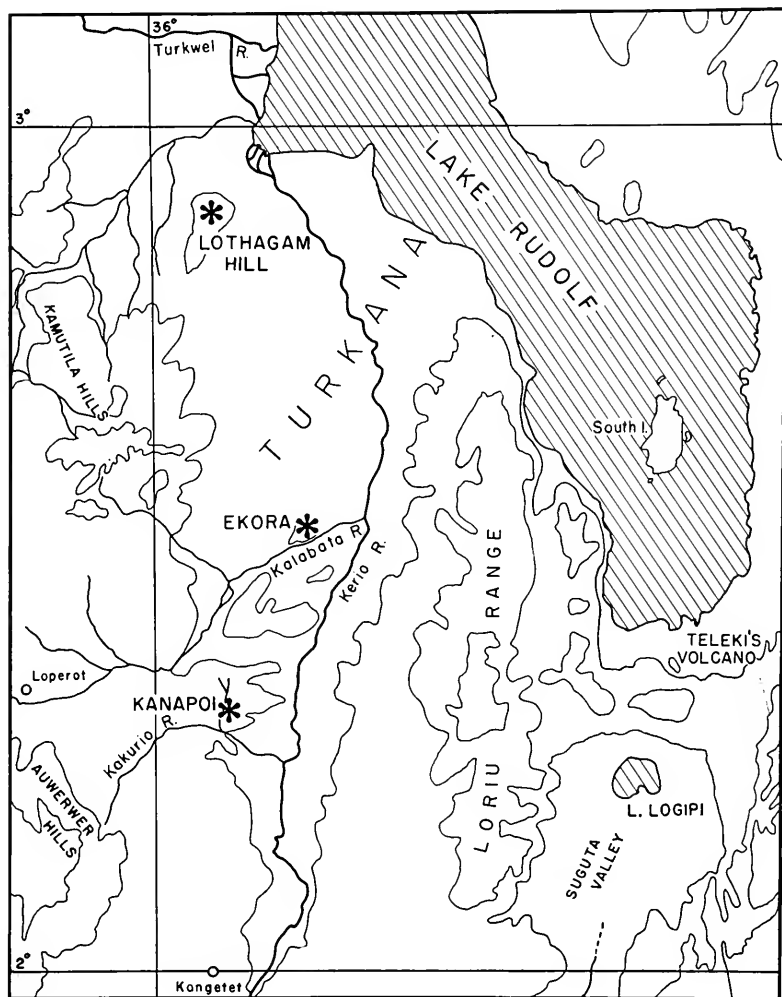 36°
Turkwel R.
3°
LAKE RUDOLF
LOTHAGAM
HILL
TURKANA
KAMUTILA HILLS
South I.
EKORA
Kalabata R.
Kerio R.
LORIU RANGE
TELEKI'S
VOLCANO
Loperot
KANAPOI
Kakurio R.
AUWERWER
HILLS
L. LOGIPI
SUGUTA
VALLEY
2°
Kongetet